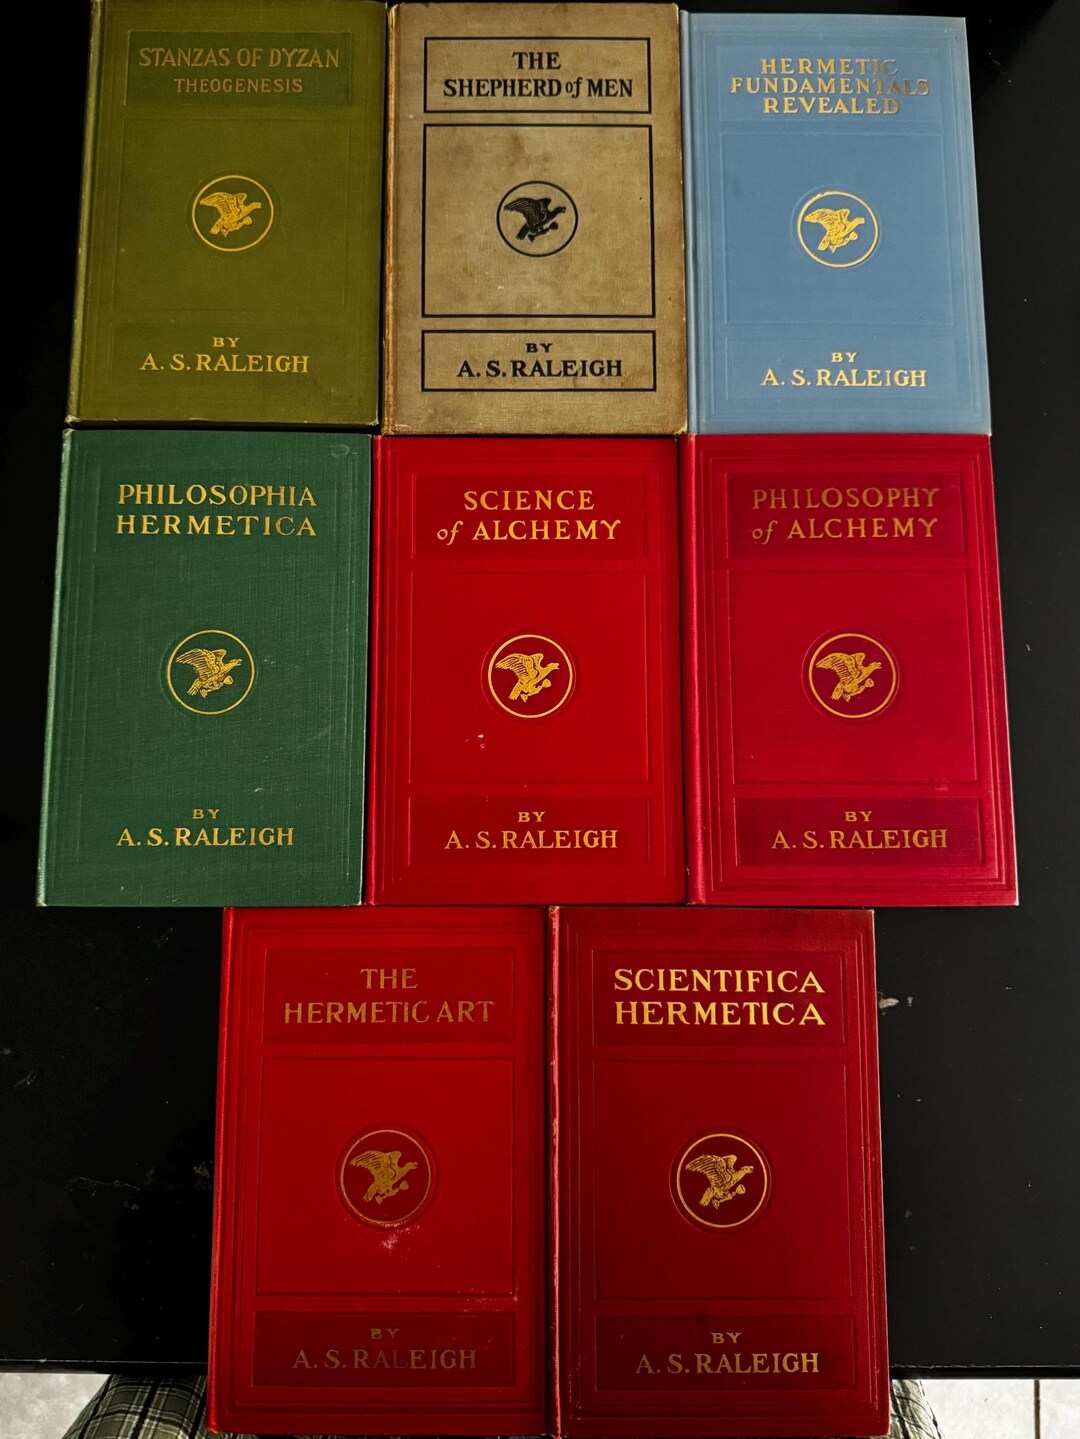 STANZAS OF DYZAN
THEOGENESIS
BY
A. S. RALEIGH
THE
SHEPHERD of MEN
BY
A. S. RALEIGH
HERMETIC
FUNDAMENTALS
REVEALED
BY
A. S. RALEIGH
PHILOSOPHIA
HERMETICA
BY
A. S. RALEIGH
SCIENCE
of ALCHEMY
BY
A. S. RALEIGH
PHILOSOPHY
of ALCHEMY
BY
A. S. RALEIGH
THE
HERMETIC ART
BY
A. S. RALEIGH
SCIENTIFICA
HERMETICA
BY
A. S. RALEIGH